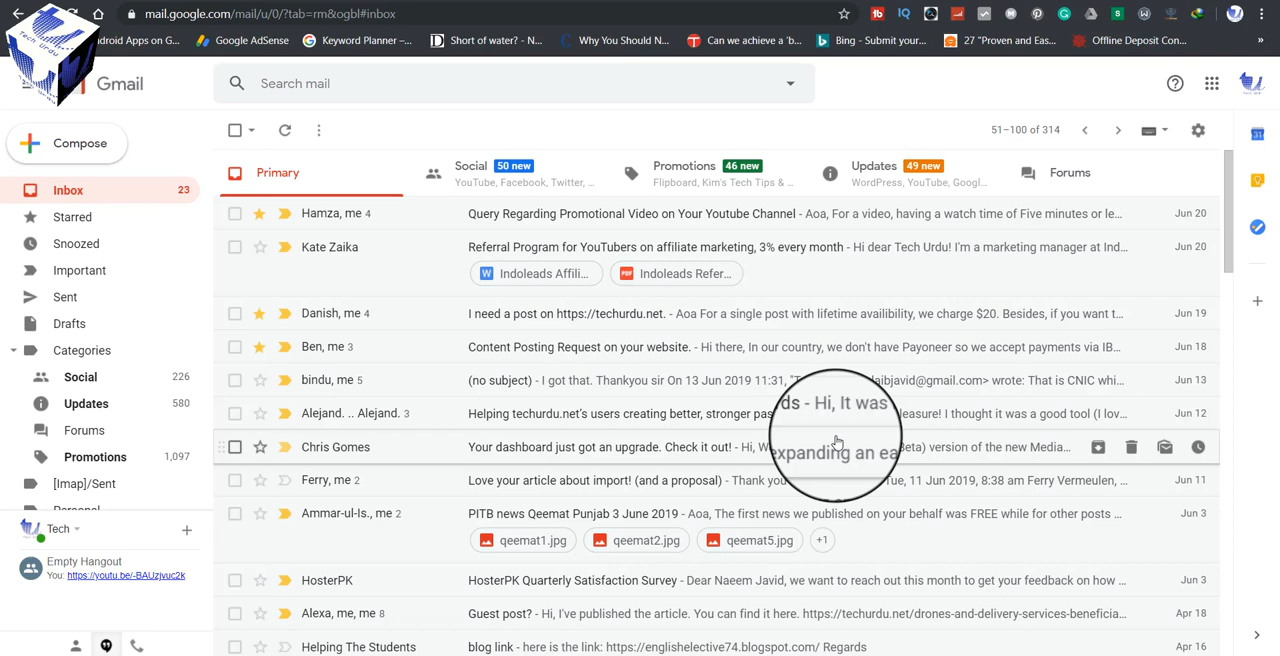 mail.google.com/mail/u/0/?tab=rm&ogbl#inbox
ndroid Apps on G... Google AdSense Keyword Planner –... Short of water? - N... Why You Should N... Can we achieve a 'b... Bing - Submit your... 27 "Proven and Eas... Offline Deposit Con... »
Tech Urdu
Gmail
Search mail
Compose
51–100 of 314
Inbox 23
Starred
Snoozed
Important
Sent
Drafts
Categories
Social 226
Updates 580
Forums
Promotions 1,097
[Imap]/Sent
Personal
Tech
Empty Hangout
You: https://youtu.be/-BAUzjvuc2k
Primary
Social 50 new
YouTube, Facebook, Twitter, ...
Promotions 46 new
Flipboard, Kim's Tech Tips & ...
Updates 49 new
WordPress, YouTube, Googl...
Forums
Hamza, me 4 Query Regarding Promotional Video on Your Youtube Channel - Aoa, For a video, having a watch time of Five minutes or le... Jun 20
Kate Zaika Referral Program for YouTubers on affiliate marketing, 3% every month - Hi dear Tech Urdu! I'm a marketing manager at Ind... Jun 20
Indoleads Affili... Indoleads Refer...
Danish, me 4 I need a post on https://techurdu.net. - Aoa For a single post with lifetime availibility, we charge $20. Besides, if you want t... Jun 19
Ben, me 3 Content Posting Request on your website. - Hi there, In our country, we don't have Payoneer so we accept payments via IB... Jun 18
bindu, me 5 (no subject) - I got that. Thankyou sir On 13 Jun 2019 11:31, "T aibjavid@gmail.com> wrote: That is CNIC whi... Jun 13
ds - Hi, It was
Alejand. .. Alejand. 3 Helping techurdu.net's users creating better, stronger pas leasure! I thought it was a good tool (I lov... Jun 12
Chris Gomes Your dashboard just got an upgrade. Check it out! - Hi, W Beta) version of the new Media...
expanding an ea
Ferry, me 2 Love your article about import! (and a proposal) - Thank you Tue, 11 Jun 2019, 8:38 am Ferry Vermeulen, ... Jun 11
Ammar-ul-Is., me 2 PITB news Qeemat Punjab 3 June 2019 - Aoa, The first news we published on your behalf was FREE while for other posts ... Jun 3
qeemat1.jpg qeemat2.jpg qeemat5.jpg +1
HosterPK HosterPK Quarterly Satisfaction Survey - Dear Naeem Javid, we want to reach out this month to get your feedback on how ... Jun 3
Alexa, me, me 8 Guest post? - Hi, I've published the article. You can find it here. https://techurdu.net/drones-and-delivery-services-beneficia... Apr 18
Helping The Students blog link - here is the link: https://englishelective74.blogspot.com/ Regards Apr 16